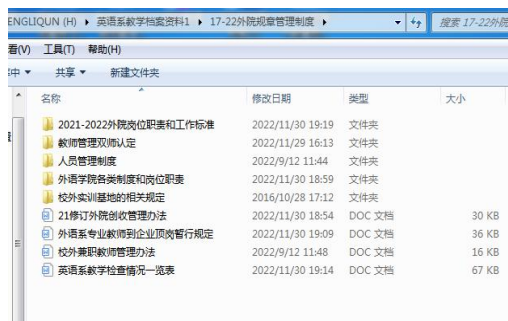 ENGLIQUN (H) ▸ 英语系教学档案资料1 ▸ 17-22外院规章管理制度 ▸ 搜索 17-22外院
看(V) 工具(T) 帮助(H)
中 ▼ 共享 ▼ 新建文件夹
名称 修改日期 类型 大小
2021-2022外院岗位职责和工作标准 2022/11/30 19:19 文件夹
教师管理双师认定 2022/11/29 16:13 文件夹
人员管理制度 2022/9/12 11:44 文件夹
外语学院各类制度和岗位职责 2022/11/30 18:59 文件夹
校外实训基地的相关规定 2016/10/28 17:12 文件夹
21修订外院创收管理办法 2022/11/30 18:54 DOC 文档 30 KB
外语系专业教师到企业顶岗暂行规定 2022/11/30 19:09 DOC 文档 36 KB
校外兼职教师管理办法 2022/9/12 11:48 DOC 文档 16 KB
英语系教学检查情况一览表 2022/11/30 19:14 DOC 文档 67 KB